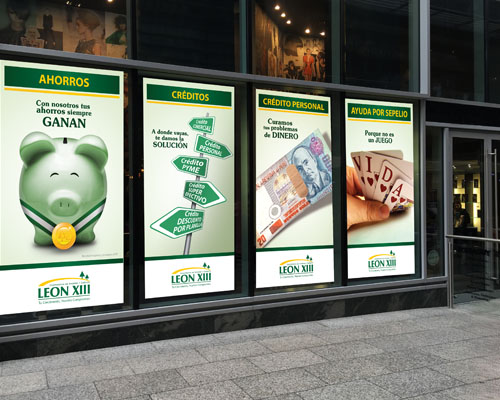 AHORROS
Con nosotros tus
ahorros siempre
GANAN
LEON XIII
CRÉDITOS
A donde vayas,
te damos la
SOLUCIÓN
Crédito
COMERCIAL
Crédito
PERSONAL
Crédito
PYME
Crédito
SUPER
EFECTIVO
Crédito
DESCUENTO
POR PLANILLA
LEON XIII
CRÉDITO PERSONAL
Curamos
tus problemas
de DINERO
20
LEON XIII
AYUDA POR SEPELIO
Porque no es
un JUEGO
VIDA
LEON XIII